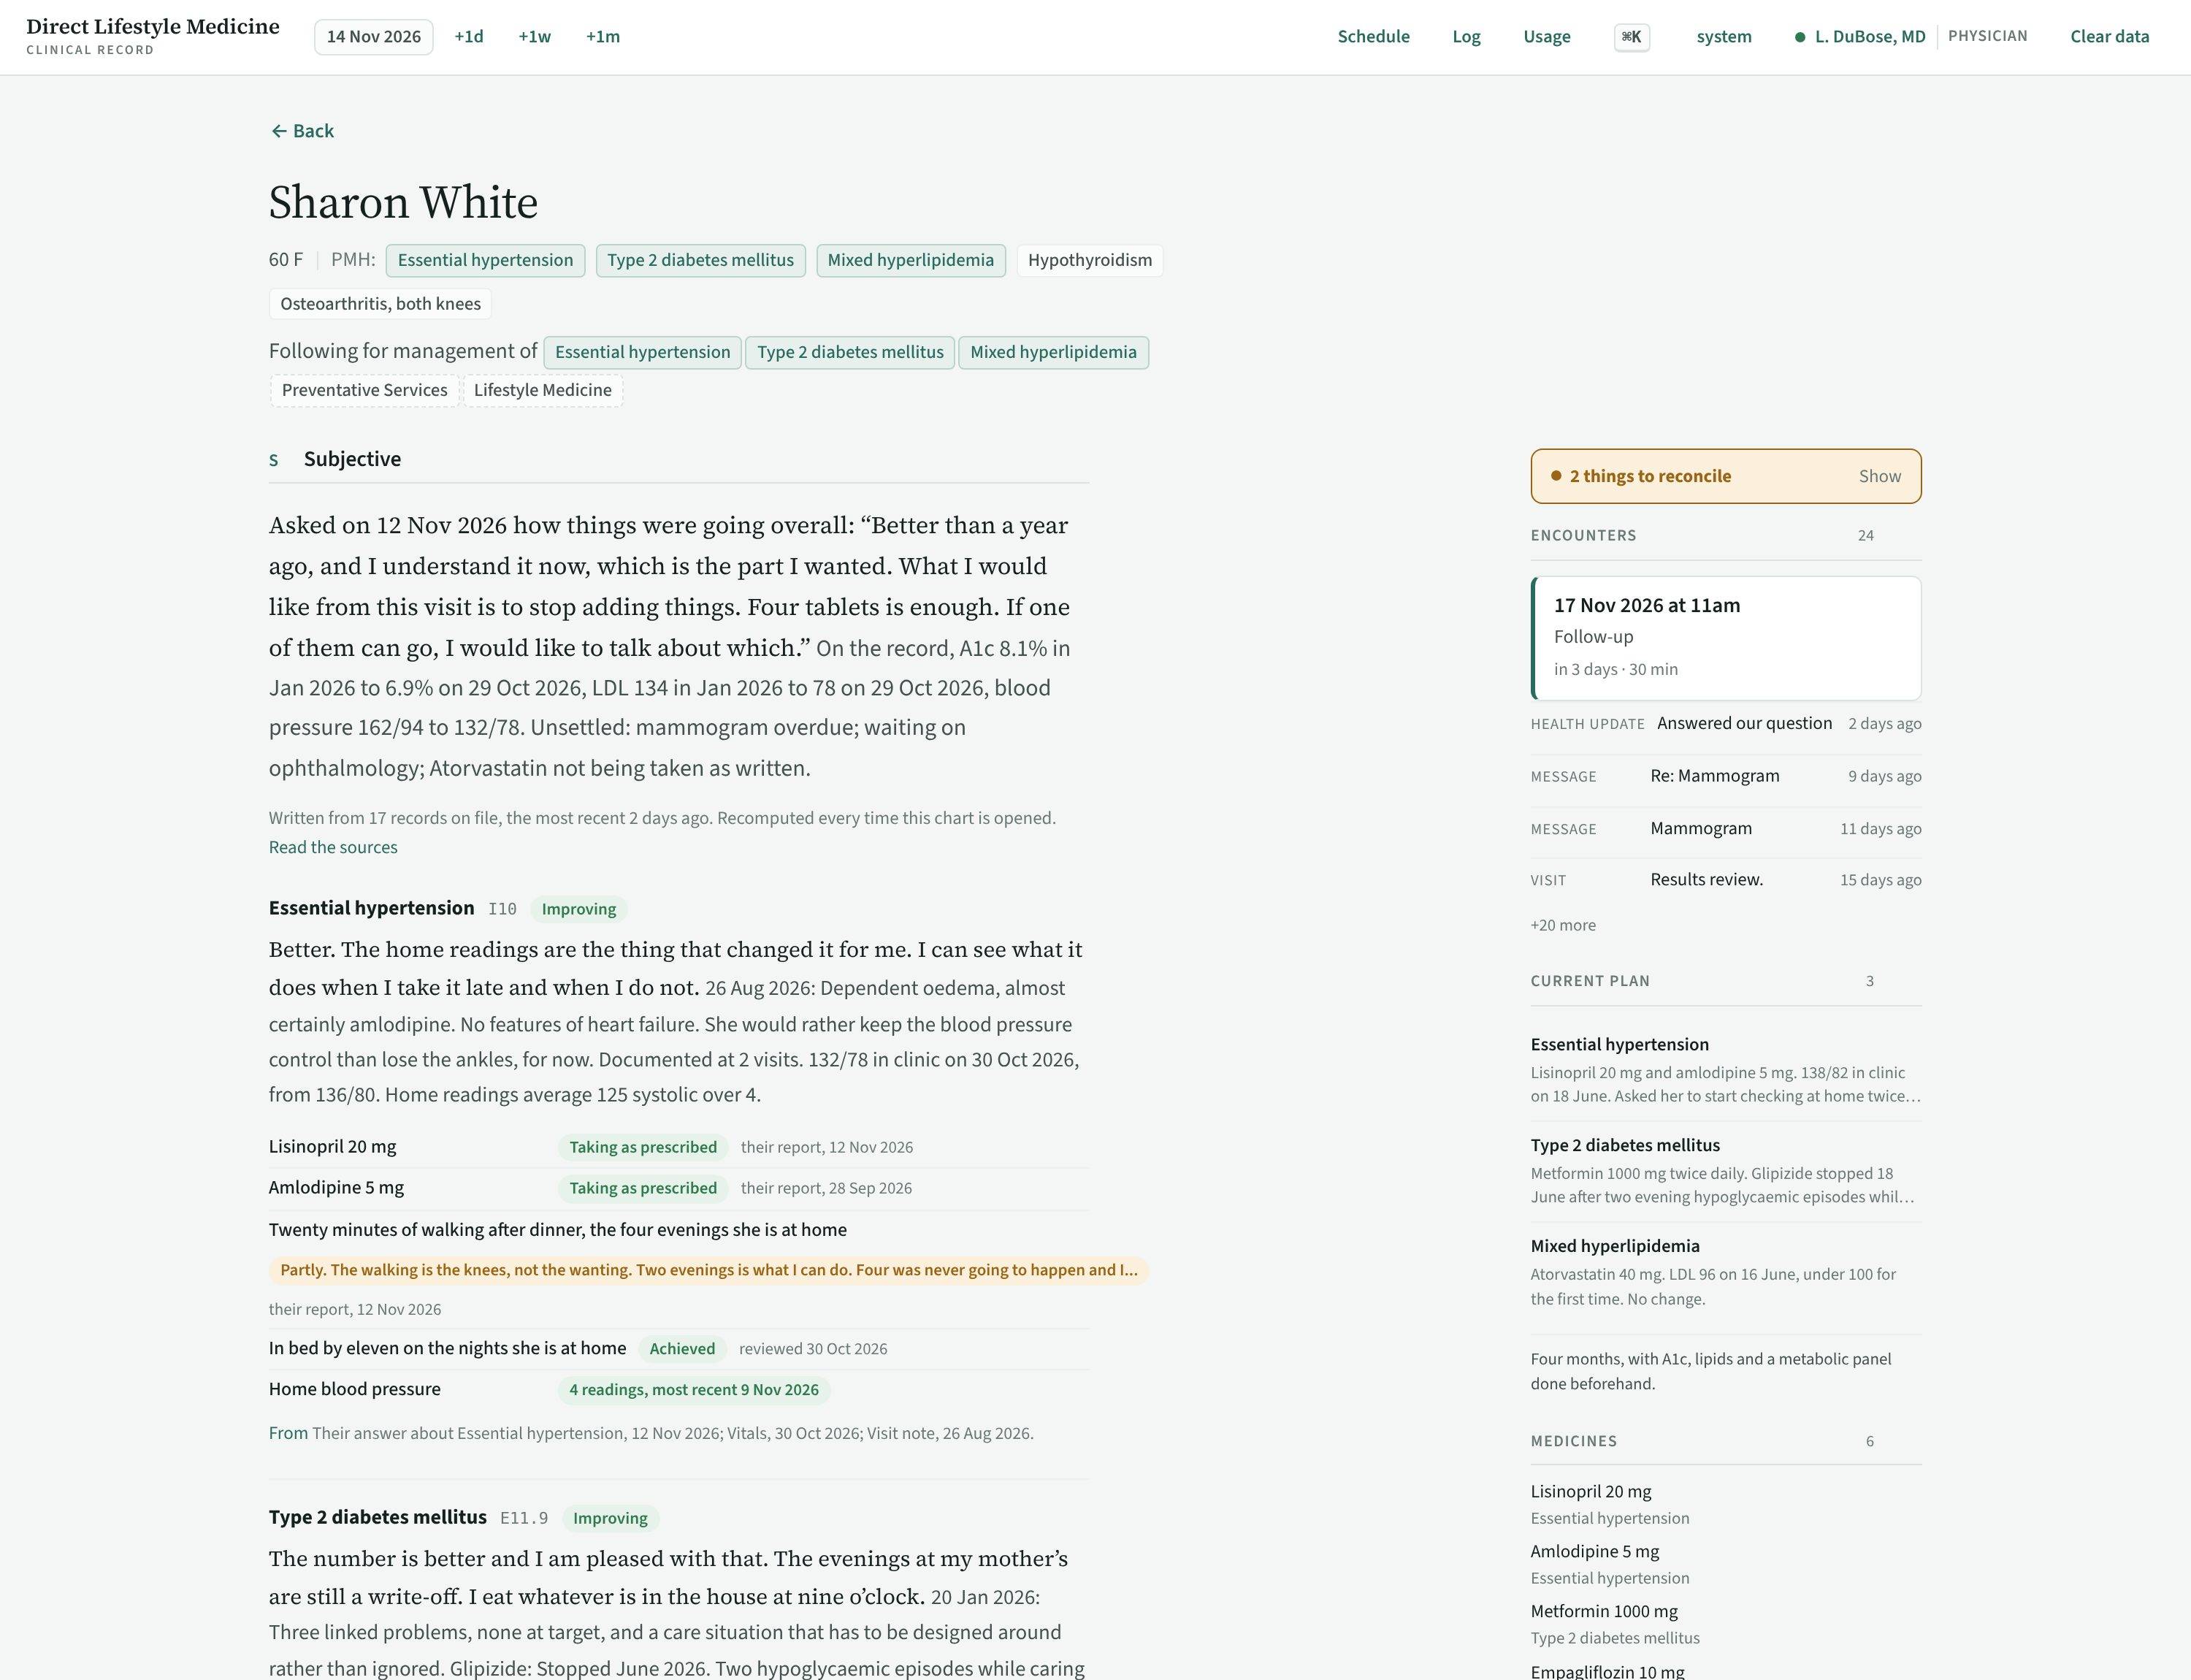 Direct Lifestyle Medicine
CLINICAL RECORD
14 Nov 2026
+1d
+1w
+1m
Schedule
Log
Usage
⌘K
system
L. DuBose, MD
PHYSICIAN
Clear data
← Back
Sharon White
60 F | PMH: Essential hypertension Type 2 diabetes mellitus Mixed hyperlipidemia Hypothyroidism
Osteoarthritis, both knees
Following for management of Essential hypertension Type 2 diabetes mellitus Mixed hyperlipidemia
Preventative Services Lifestyle Medicine
S Subjective
Asked on 12 Nov 2026 how things were going overall: “Better than a year
ago, and I understand it now, which is the part I wanted. What I would
like from this visit is to stop adding things. Four tablets is enough. If one
of them can go, I would like to talk about which.” On the record, A1c 8.1% in
Jan 2026 to 6.9% on 29 Oct 2026, LDL 134 in Jan 2026 to 78 on 29 Oct 2026, blood
pressure 162/94 to 132/78. Unsettled: mammogram overdue; waiting on
ophthalmology; Atorvastatin not being taken as written.
Written from 17 records on file, the most recent 2 days ago. Recomputed every time this chart is opened.
Read the sources
Essential hypertension I10 Improving
Better. The home readings are the thing that changed it for me. I can see what it
does when I take it late and when I do not. 26 Aug 2026: Dependent oedema, almost
certainly amlodipine. No features of heart failure. She would rather keep the blood pressure
control than lose the ankles, for now. Documented at 2 visits. 132/78 in clinic on 30 Oct 2026,
from 136/80. Home readings average 125 systolic over 4.
Lisinopril 20 mg Taking as prescribed their report, 12 Nov 2026
Amlodipine 5 mg Taking as prescribed their report, 28 Sep 2026
Twenty minutes of walking after dinner, the four evenings she is at home
Partly. The walking is the knees, not the wanting. Two evenings is what I can do. Four was never going to happen and I...
their report, 12 Nov 2026
In bed by eleven on the nights she is at home Achieved reviewed 30 Oct 2026
Home blood pressure 4 readings, most recent 9 Nov 2026
From Their answer about Essential hypertension, 12 Nov 2026; Vitals, 30 Oct 2026; Visit note, 26 Aug 2026.
Type 2 diabetes mellitus E11.9 Improving
The number is better and I am pleased with that. The evenings at my mother’s
are still a write-off. I eat whatever is in the house at nine o’clock. 20 Jan 2026:
Three linked problems, none at target, and a care situation that has to be designed around
rather than ignored. Glipizide: Stopped June 2026. Two hypoglycaemic episodes while caring
2 things to reconcile Show
ENCOUNTERS 24
17 Nov 2026 at 11am
Follow-up
in 3 days · 30 min
HEALTH UPDATE Answered our question 2 days ago
MESSAGE Re: Mammogram 9 days ago
MESSAGE Mammogram 11 days ago
VISIT Results review. 15 days ago
+20 more
CURRENT PLAN 3
Essential hypertension
Lisinopril 20 mg and amlodipine 5 mg. 138/82 in clinic
on 18 June. Asked her to start checking at home twice…
Type 2 diabetes mellitus
Metformin 1000 mg twice daily. Glipizide stopped 18
June after two evening hypoglycaemic episodes whil…
Mixed hyperlipidemia
Atorvastatin 40 mg. LDL 96 on 16 June, under 100 for
the first time. No change.
Four months, with A1c, lipids and a metabolic panel
done beforehand.
MEDICINES 6
Lisinopril 20 mg
Essential hypertension
Amlodipine 5 mg
Essential hypertension
Metformin 1000 mg
Type 2 diabetes mellitus
Empagliflozin 10 mg